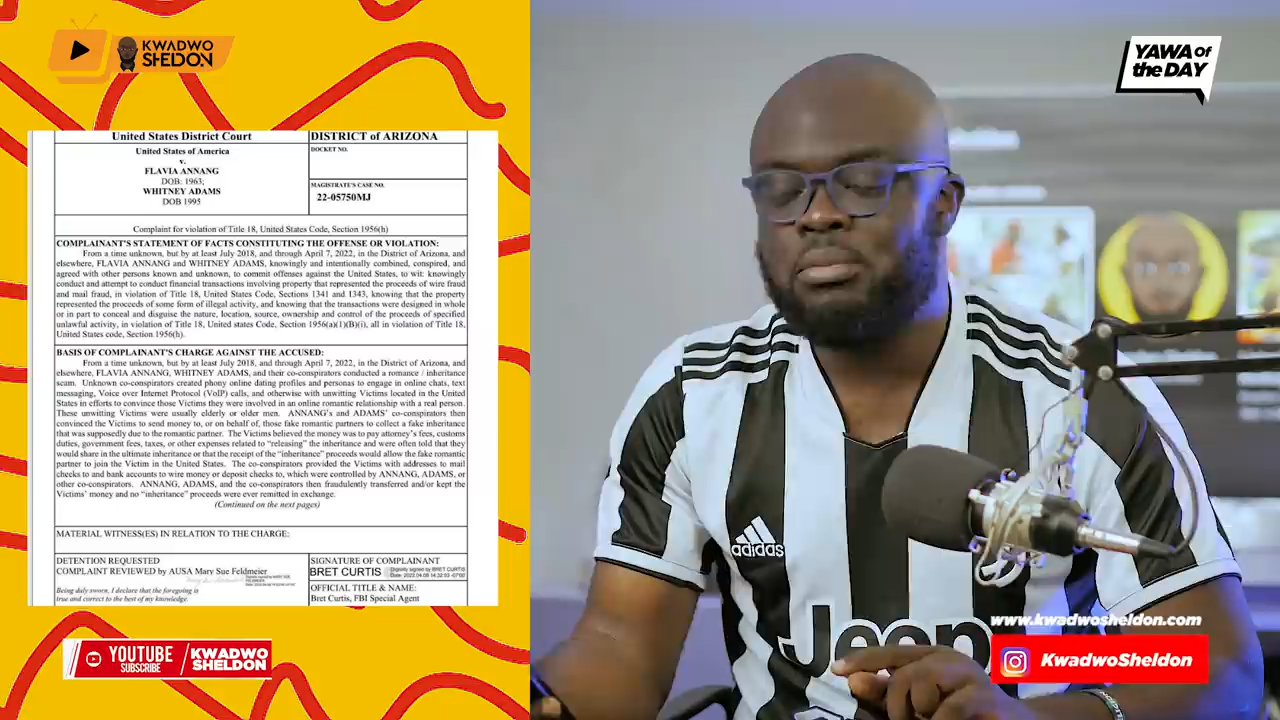 KWADWO
SHELDON
YAWA of
the DAY
United States District Court
DISTRICT of ARIZONA
United States of America
v.
FLAVIA ANNANG
DOB: 1963;
WHITNEY ADAMS
DOB 1995
DOCKET NO.
MAGISTRATE'S CASE NO.
22-05750MJ
Complaint for violation of Title 18, United States Code, Section 1956(h)
COMPLAINANT'S STATEMENT OF FACTS CONSTITUTING THE OFFENSE OR VIOLATION:
From a time unknown, but by at least July 2018, and through April 7, 2022, in the District of Arizona, and
elsewhere, FLAVIA ANNANG and WHITNEY ADAMS, knowingly and intentionally combined, conspired, and
agreed with other persons known and unknown, to commit offenses against the United States, to wit: knowingly
conduct and attempt to conduct financial transactions involving property that represented the proceeds of wire fraud
and mail fraud, in violation of Title 18, United States Code, Sections 1341 and 1343, knowing that the property
represented the proceeds of some form of illegal activity, and knowing that the transactions were designed in whole
or in part to conceal and disguise the nature, location, source, ownership and control of the proceeds of specified
unlawful activity, in violation of Title 18, United states Code, Section 1956(a)(1)(B)(i), all in violation of Title 18,
United States code, Section 1956(h).
BASIS OF COMPLAINANT'S CHARGE AGAINST THE ACCUSED:
From a time unknown, but by at least July 2018, and through April 7, 2022, in the District of Arizona, and
elsewhere, FLAVIA ANNANG, WHITNEY ADAMS, and their co-conspirators conducted a romance / inheritance
scam. Unknown co-conspirators created phony online dating profiles and personas to engage in online chats, text
messaging, Voice over Internet Protocol (VoIP) calls, and otherwise with unwitting Victims located in the United
States in efforts to convince those Victims they were involved in an online romantic relationship with a real person.
These unwitting Victims were usually elderly or older men. ANNANG's and ADAMS' co-conspirators then
convinced the Victims to send money to, or on behalf of, those fake romantic partners to collect a fake inheritance
that was supposedly due to the romantic partner. The Victims believed the money was to pay attorney's fees, customs
duties, government fees, taxes, or other expenses related to "releasing" the inheritance and were often told that they
would share in the ultimate inheritance or that the receipt of the "inheritance" proceeds would allow the fake romantic
partner to join the Victim in the United States. The co-conspirators provided the Victims with addresses to mail
checks to and bank accounts to wire money or deposit checks to, which were controlled by ANNANG, ADAMS, or
other co-conspirators. ANNANG, ADAMS, and the co-conspirators then fraudulently transferred and/or kept the
Victims' money and no "inheritance" proceeds were ever remitted in exchange.
(Continued on the next pages)
MATERIAL WITNESS(ES) IN RELATION TO THE CHARGE:
DETENTION REQUESTED
COMPLAINT REVIEWED by AUSA Mary Sue Feldmeier
Being duly sworn, I declare that the foregoing is
true and correct to the best of my knowledge.
SIGNATURE OF COMPLAINANT
BRET CURTIS
Digitally signed by BRET CURTIS
OFFICIAL TITLE & NAME:
Bret Curtis, FBI Special Agent
adidas
Jeep
YOUTUBE
SUBSCRIBE
KWADWO
SHELDON
www.kwadwosheldon.com
KwadwoSheldon